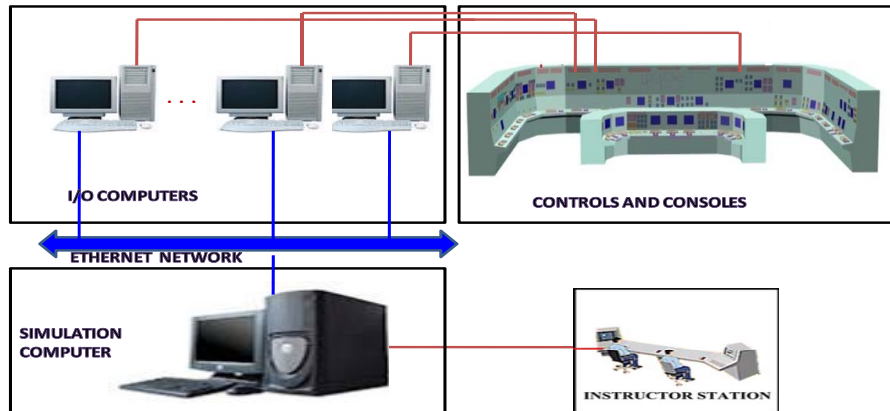 I/O COMPUTERS
CONTROLS AND CONSOLES
ETHERNET NETWORK
SIMULATION
COMPUTER
INSTRUCTOR STATION